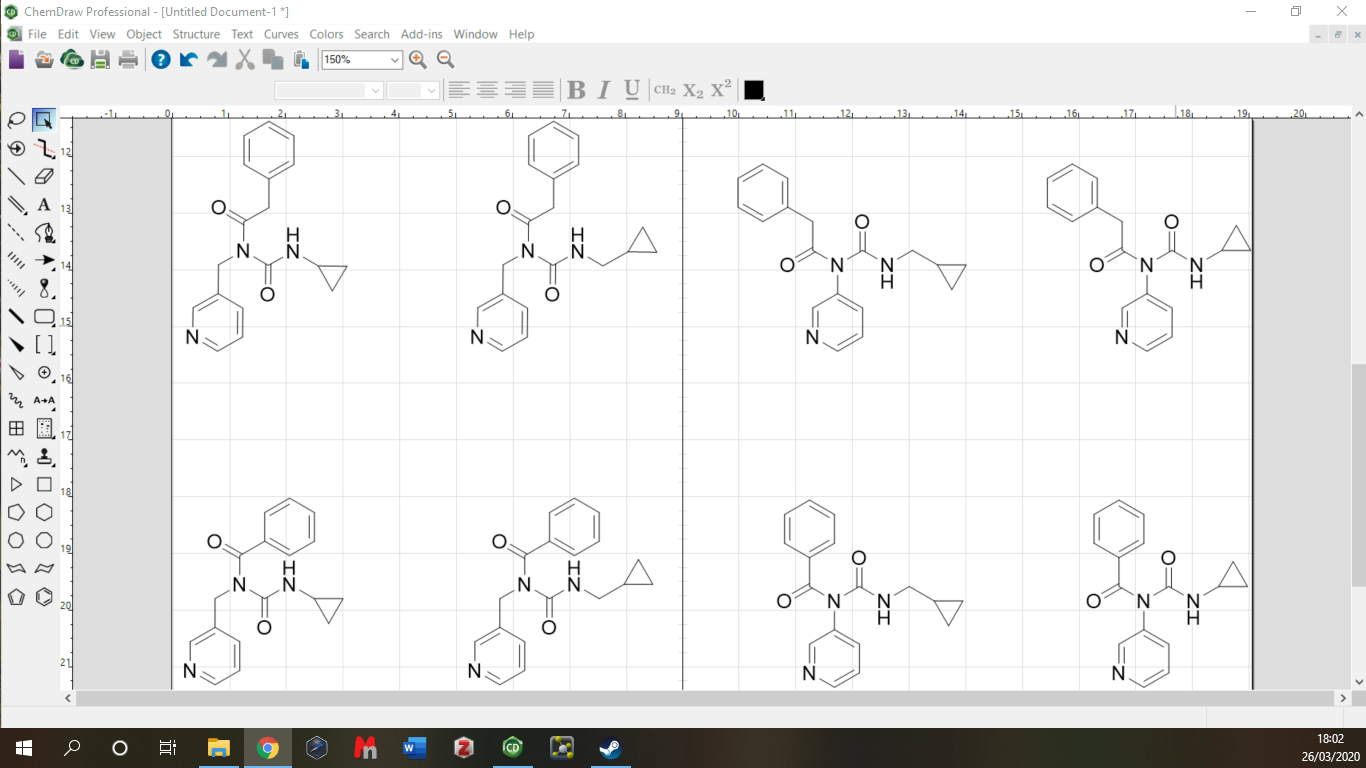 ChemDraw Professional - [Untitled Document-1 *]
File Edit View Object Structure Text Curves Colors Search Add-ins Window Help
150%
B I U CH2 X2 X2
-1 0 1 2 3 4 5 6 7 8 9 10 11 12 13 14 15 16 17 18 19 20
12
13
14
15
16
17
18
19
20
21
A
A→A
O N H N O N
O N H N O N
O N O N H N
O N O N H N
O N H N O N
O N H N O N
O N O N H N
O N O N H N
18:02
26/03/2020